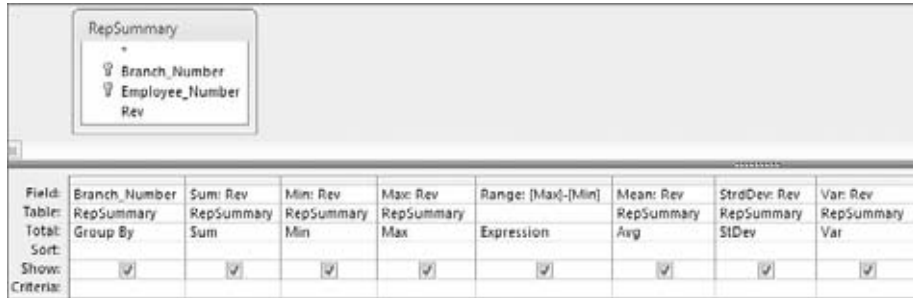 RepSummary
*
Branch_Number
Employee_Number
Rev
Field: Branch_Number Sum: Rev Min: Rev Max: Rev Range: [Max]-[Min] Mean: Rev StrdDev: Rev Var: Rev
Table: RepSummary RepSummary RepSummary RepSummary RepSummary RepSummary RepSummary
Total: Group By Sum Min Max Expression Avg StDev Var
Sort:
Show:
Criteria: